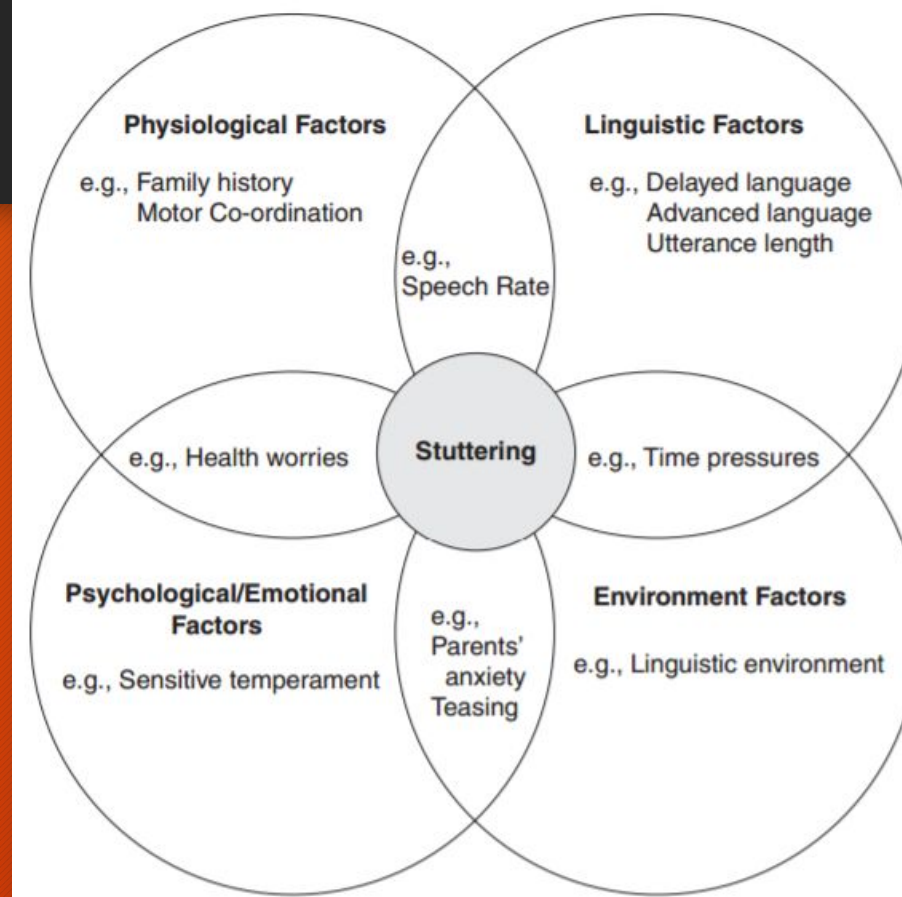 Physiological Factors
e.g., Family history
Motor Co-ordination
Linguistic Factors
e.g., Delayed language
Advanced language
Utterance length
e.g.,
Speech Rate
e.g., Health worries
Stuttering
e.g., Time pressures
Psychological/Emotional
Factors
e.g., Sensitive temperament
e.g.,
Parents'
anxiety
Teasing
Environment Factors
e.g., Linguistic environment